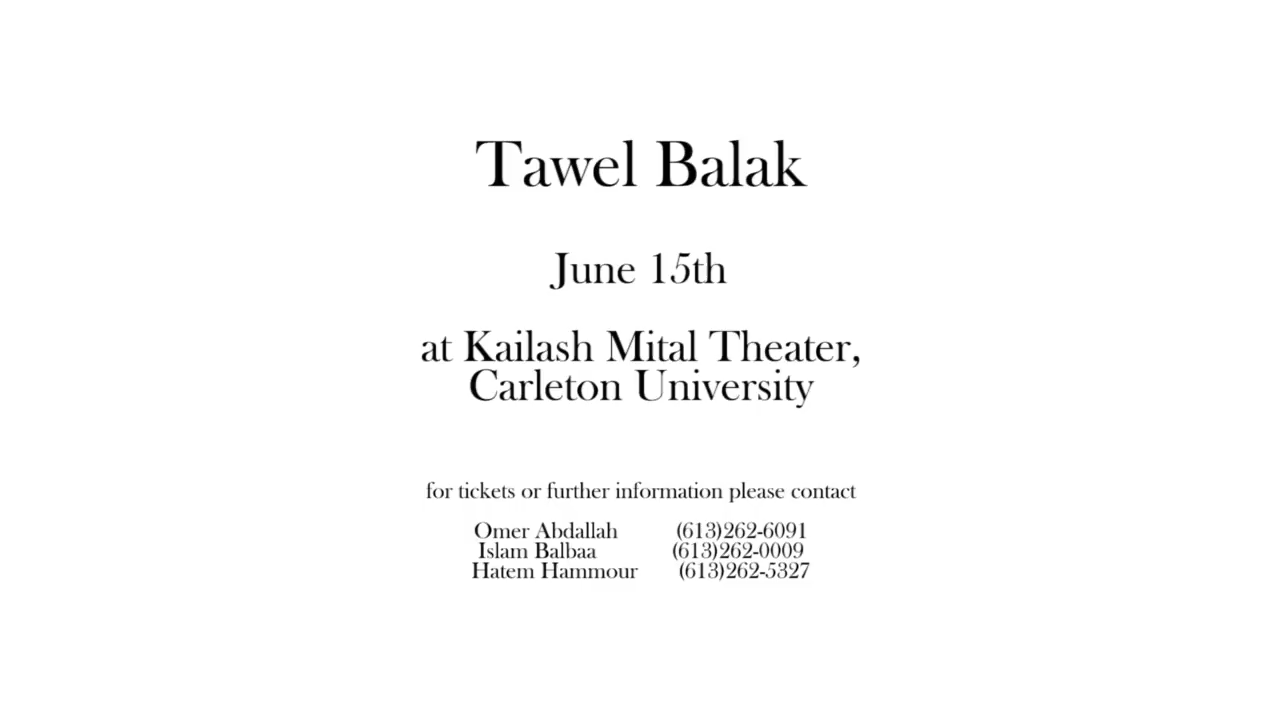 Tawel Balak
June 15th
at Kailash Mital Theater,
Carleton University
for tickets or further information please contact
Omer Abdallah (613)262-6091
Islam Balbaa (613)262-0009
Hatem Hammour (613)262-5327